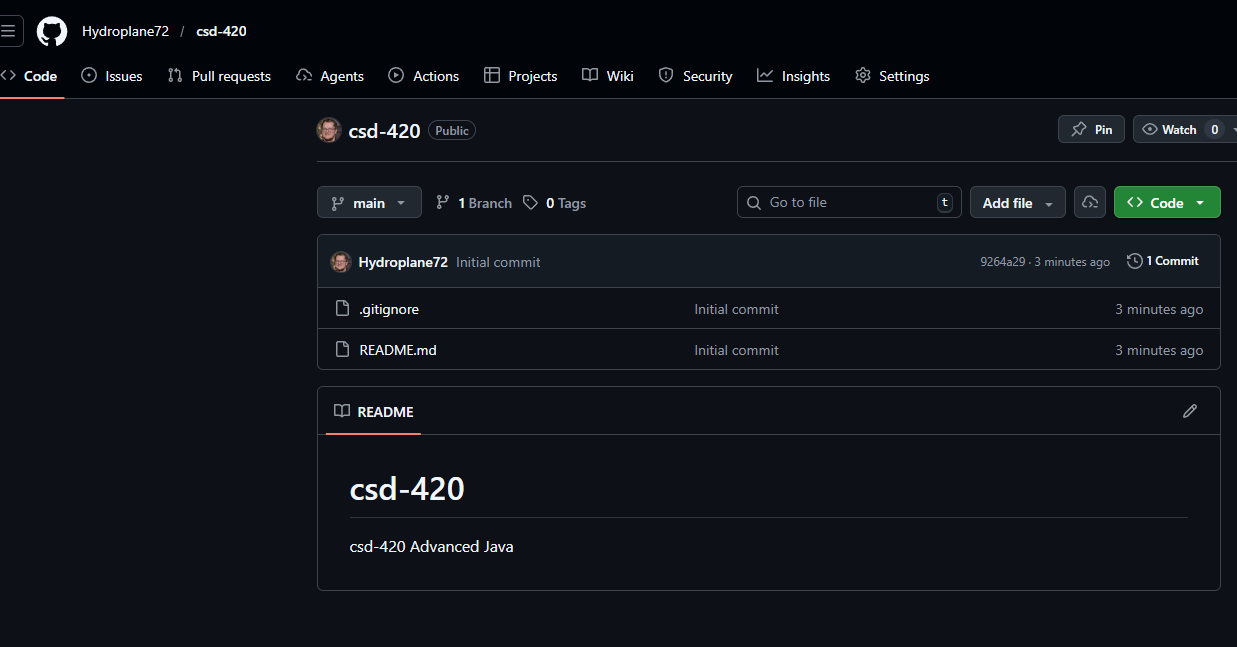 Hydroplane72 / csd-420
Code Issues Pull requests Agents Actions Projects Wiki Security Insights Settings
csd-420 Public Pin Watch 0
main 1 Branch 0 Tags Go to file t Add file Code
Hydroplane72 Initial commit 9264a29 · 3 minutes ago 1 Commit
.gitignore Initial commit 3 minutes ago
README.md Initial commit 3 minutes ago
README
csd-420
csd-420 Advanced Java